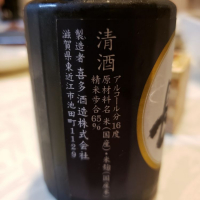 清酒
アルコール分16度
原材料名 米(国産)・米麹(国産米)
精米歩合65%
製造者 喜多酒造株式会社
滋賀県東近江市池田町1129